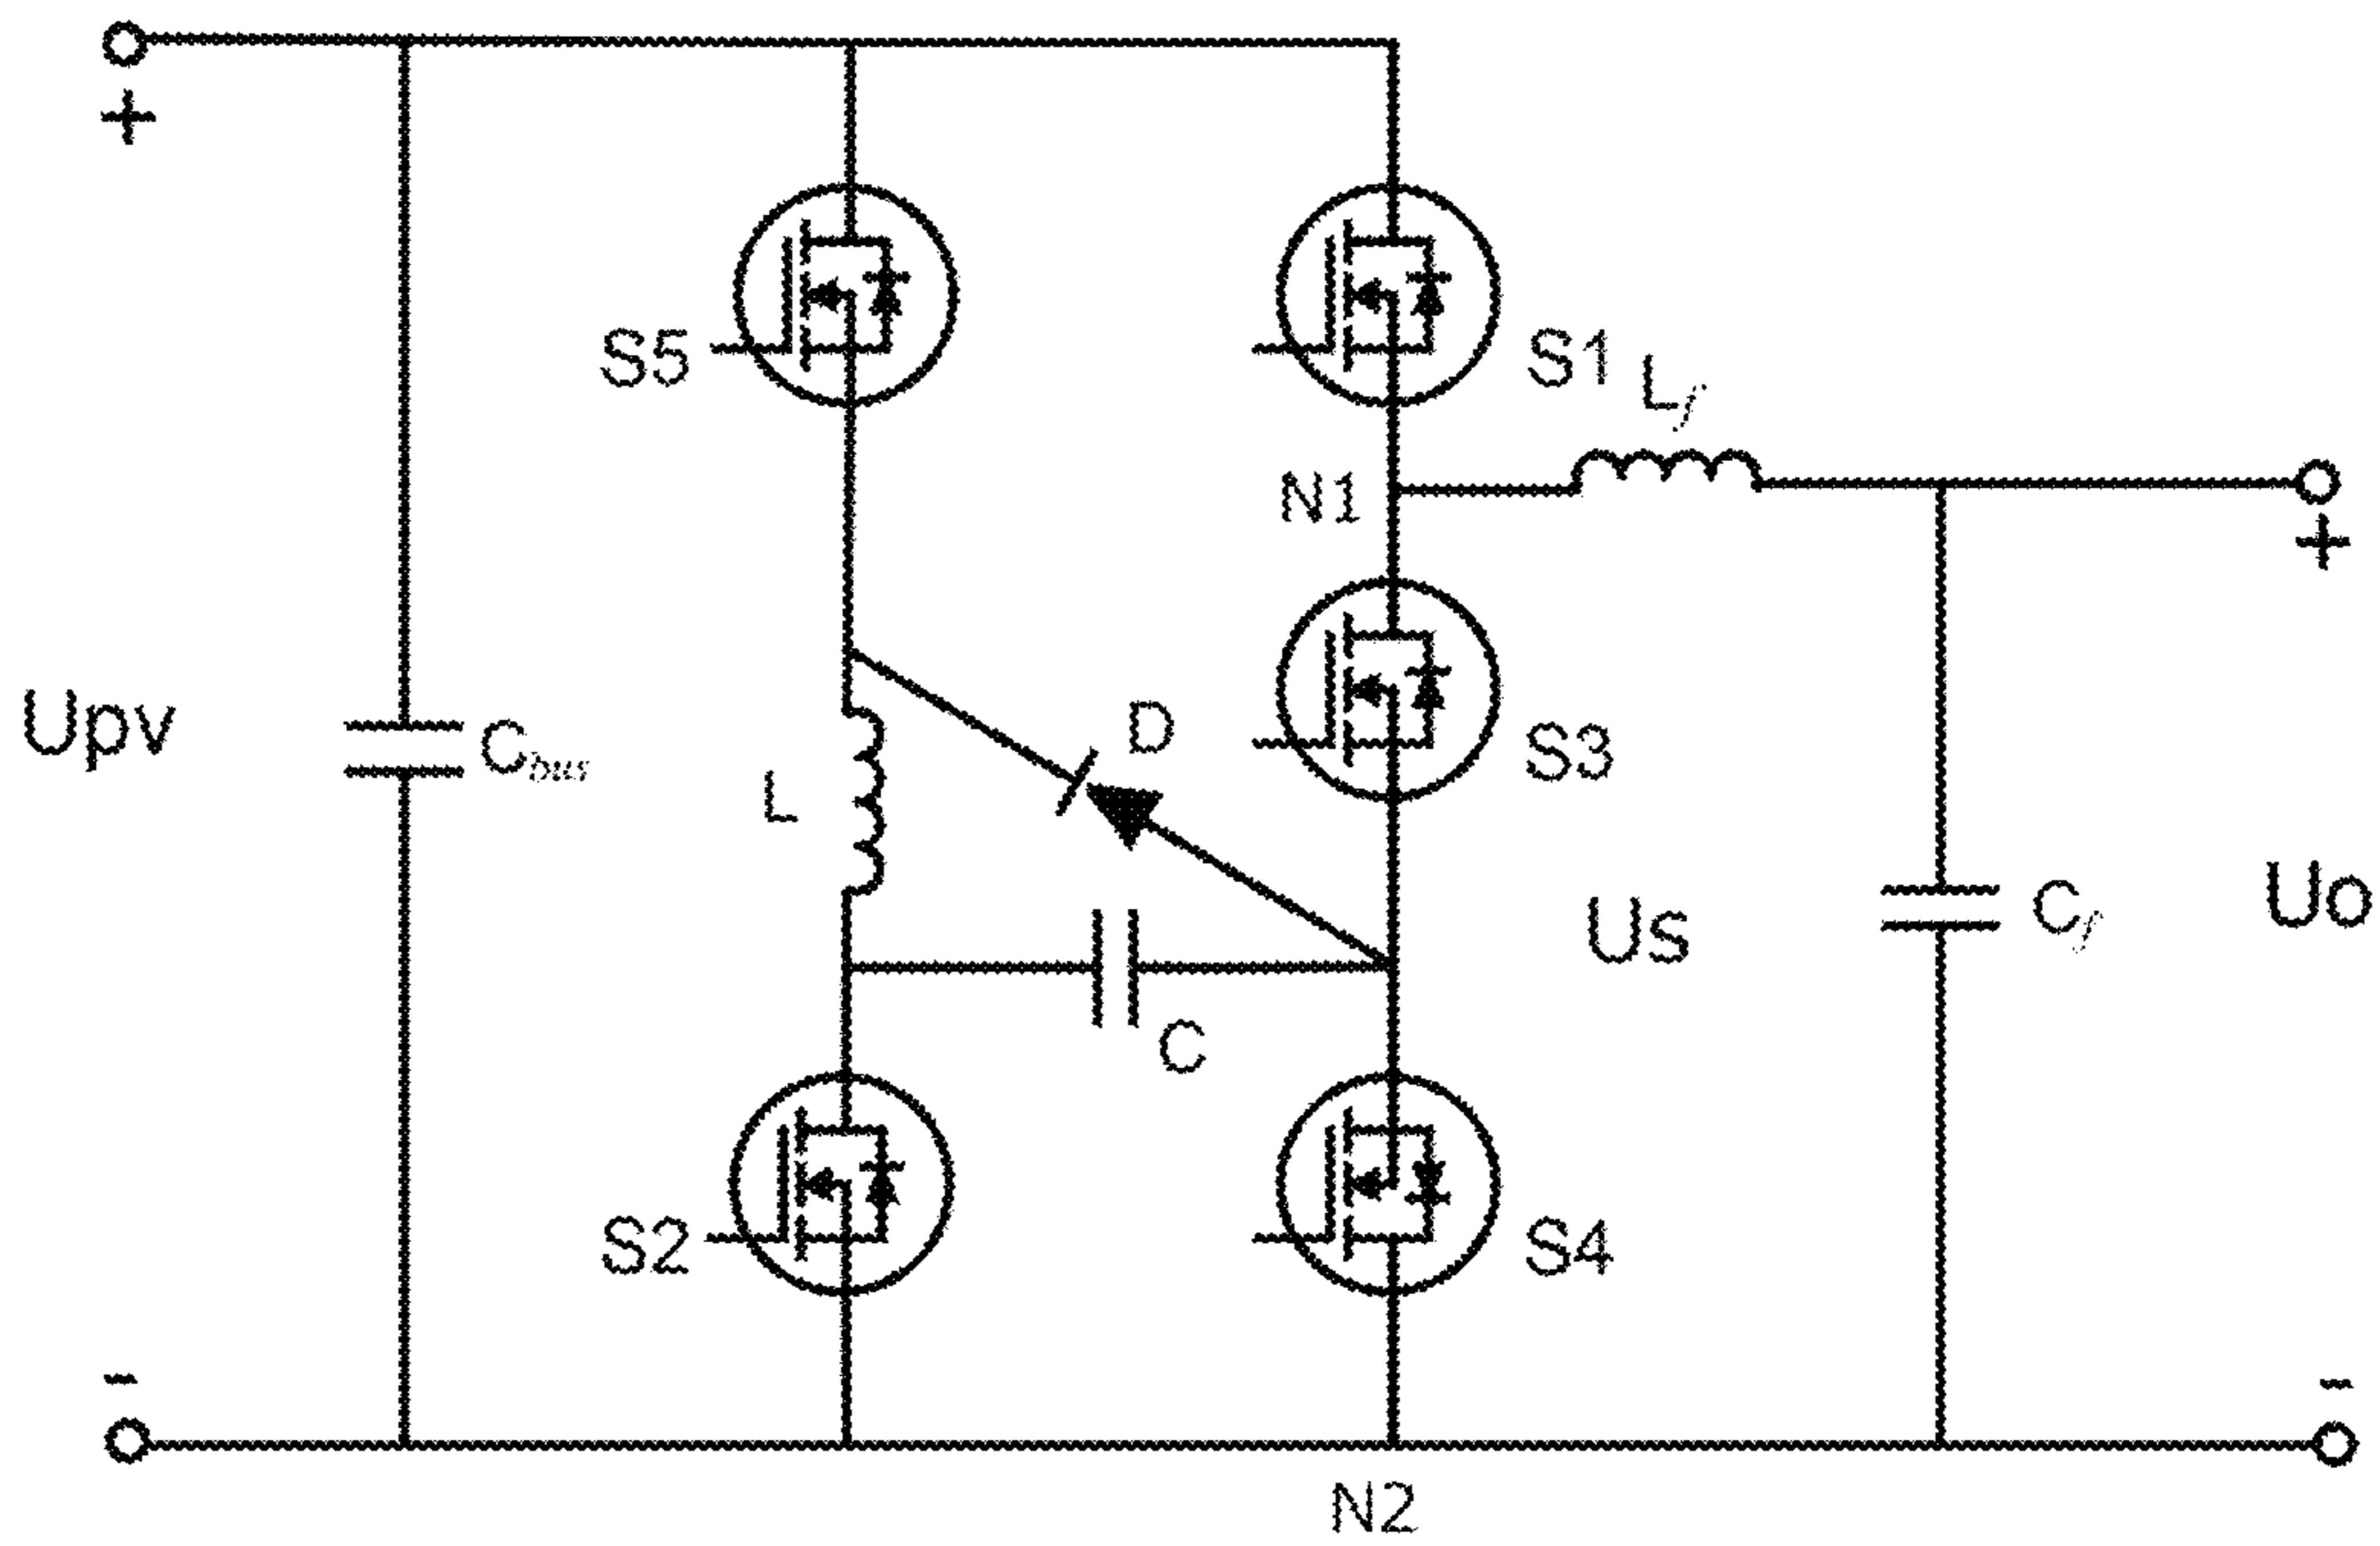 +
S5
S1
Lf
N1
+
Upv
Cbus
L
D
S3
Us
Cf
Uo
C
S2
S4
-
-
N2